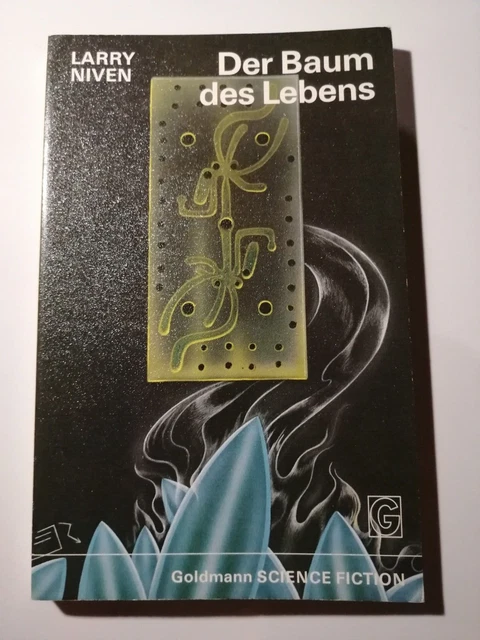 LARRY
NIVEN
Der Baum
des Lebens
G
Goldmann SCIENCE FICTION